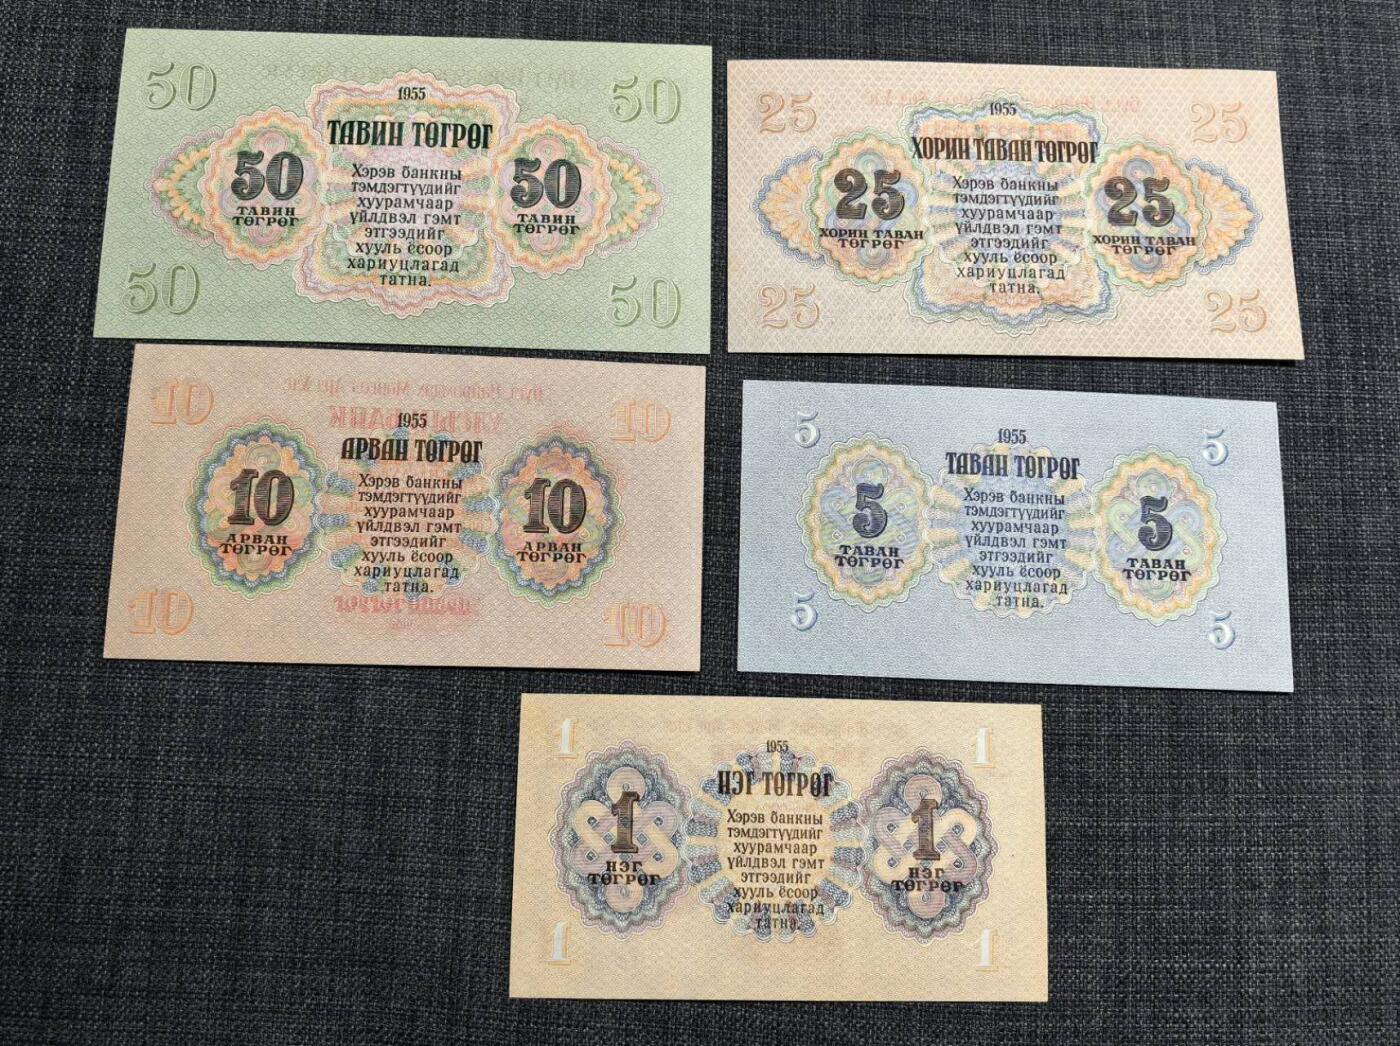 50
50
1955
ТАВИН ТӨГРӨГ
50
ТАВИН
ТӨГРӨГ
50
ТАВИН
ТӨГРӨГ
Хэрэв банкны
тэмдэгтүүдийг
хуурамчаар
үйлдвэл гэмт
этгээдийг
хууль ёсоор
хариуцлагад
татна.
50
50
25
25
1955
ХОРИН ТАВАН ТӨГРӨГ
25
ХОРИН ТАВАН
ТӨГРӨГ
25
ХОРИН ТАВАН
ТӨГРӨГ
Хэрэв банкны
тэмдэгтүүдийг
хуурамчаар
үйлдвэл гэмт
этгээдийг
хууль ёсоор
хариуцлагад
татна.
25
25
10
10
1955
АРВАН ТӨГРӨГ
10
АРВАН
ТӨГРӨГ
10
АРВАН
ТӨГРӨГ
Хэрэв банкны
тэмдэгтүүдийг
хуурамчаар
үйлдвэл гэмт
этгээдийг
хууль ёсоор
хариуцлагад
татна.
10
10
5
5
1955
ТАВАН ТӨГРӨГ
5
ТАВАН
ТӨГРӨГ
5
ТАВАН
ТӨГРӨГ
Хэрэв банкны
тэмдэгтүүдийг
хуурамчаар
үйлдвэл гэмт
этгээдийг
хууль ёсоор
хариуцлагад
татна.
5
5
1
1
1955
НЭГ ТӨГРӨГ
1
НЭГ
ТӨГРӨГ
1
НЭГ
ТӨГРӨГ
Хэрэв банкны
тэмдэгтүүдийг
хуурамчаар
үйлдвэл гэмт
этгээдийг
хууль ёсоор
хариуцлагад
татна.
1
1